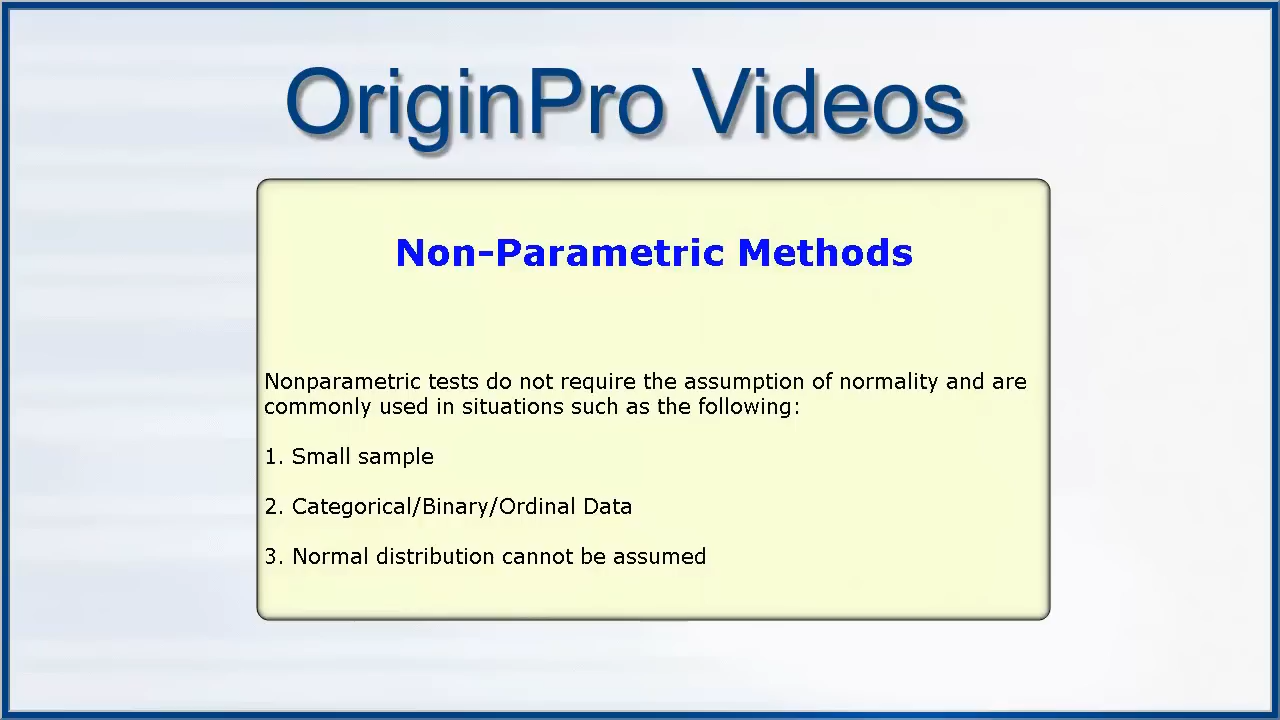 OriginPro Videos
Non-Parametric Methods
Nonparametric tests do not require the assumption of normality and are
commonly used in situations such as the following:
1. Small sample
2. Categorical/Binary/Ordinal Data
3. Normal distribution cannot be assumed